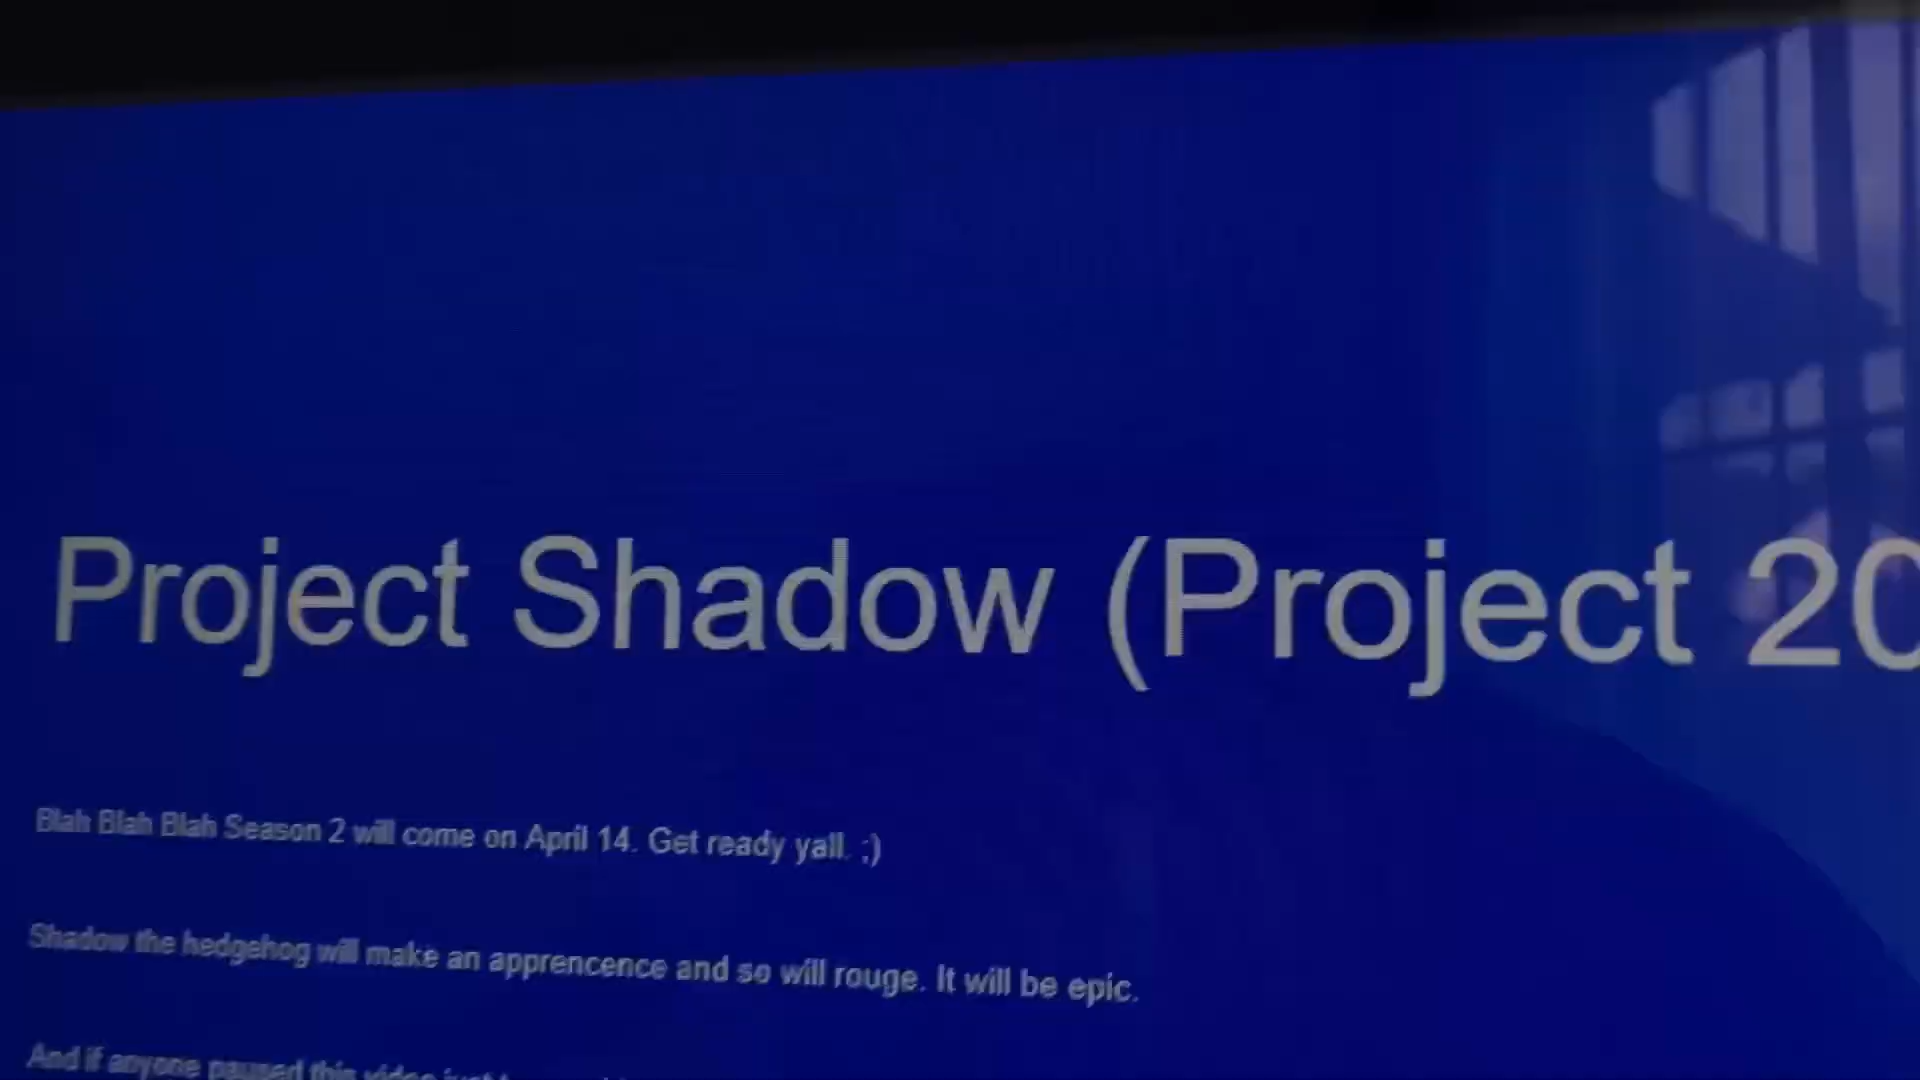 Project Shadow (Project 20
Blah Blah Blah Season 2 will come on April 14. Get ready yall. ;)
Shadow the hedgehog will make an apprencence and so will rouge. It will be epic.
And if anyone paused this video just